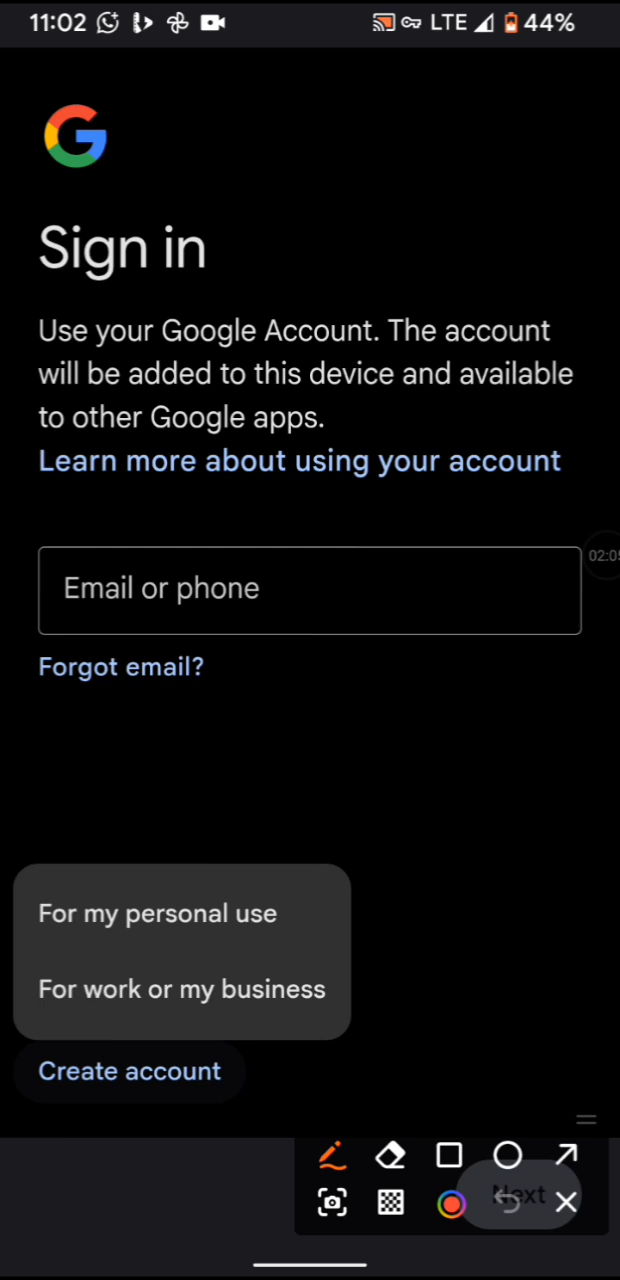 11:02
LTE
44%
Sign in
Use your Google Account. The account
will be added to this device and available
to other Google apps.
Learn more about using your account
Email or phone
02:05
Forgot email?
For my personal use
For work or my business
Create account
Next